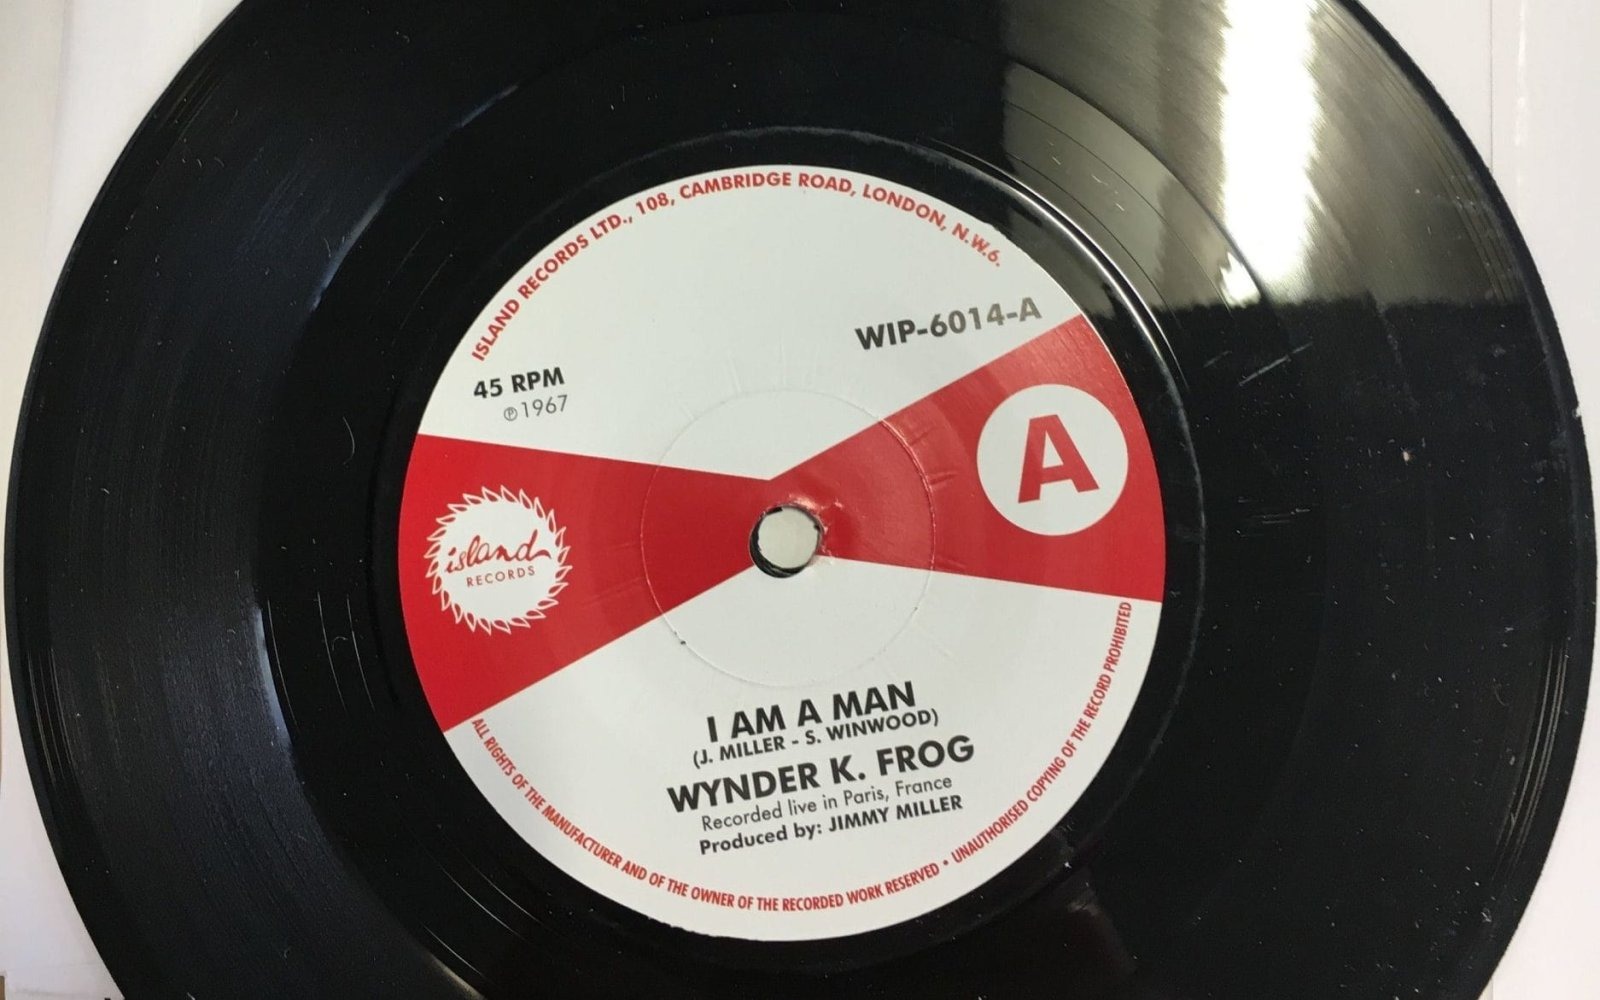 ISLAND RECORDS LTD., 108, CAMBRIDGE ROAD, LONDON, N.W.6.
WIP-6014-A
45 RPM
℗1967
A
island
RECORDS
I AM A MAN
(J. MILLER - S. WINWOOD)
WYNDER K. FROG
Recorded live in Paris, France
Produced by: JIMMY MILLER
ALL RIGHTS OF THE MANUFACTURER AND OF THE OWNER OF THE RECORDED WORK RESERVED • UNAUTHORISED COPYING OF THE RECORD PROHIBITED